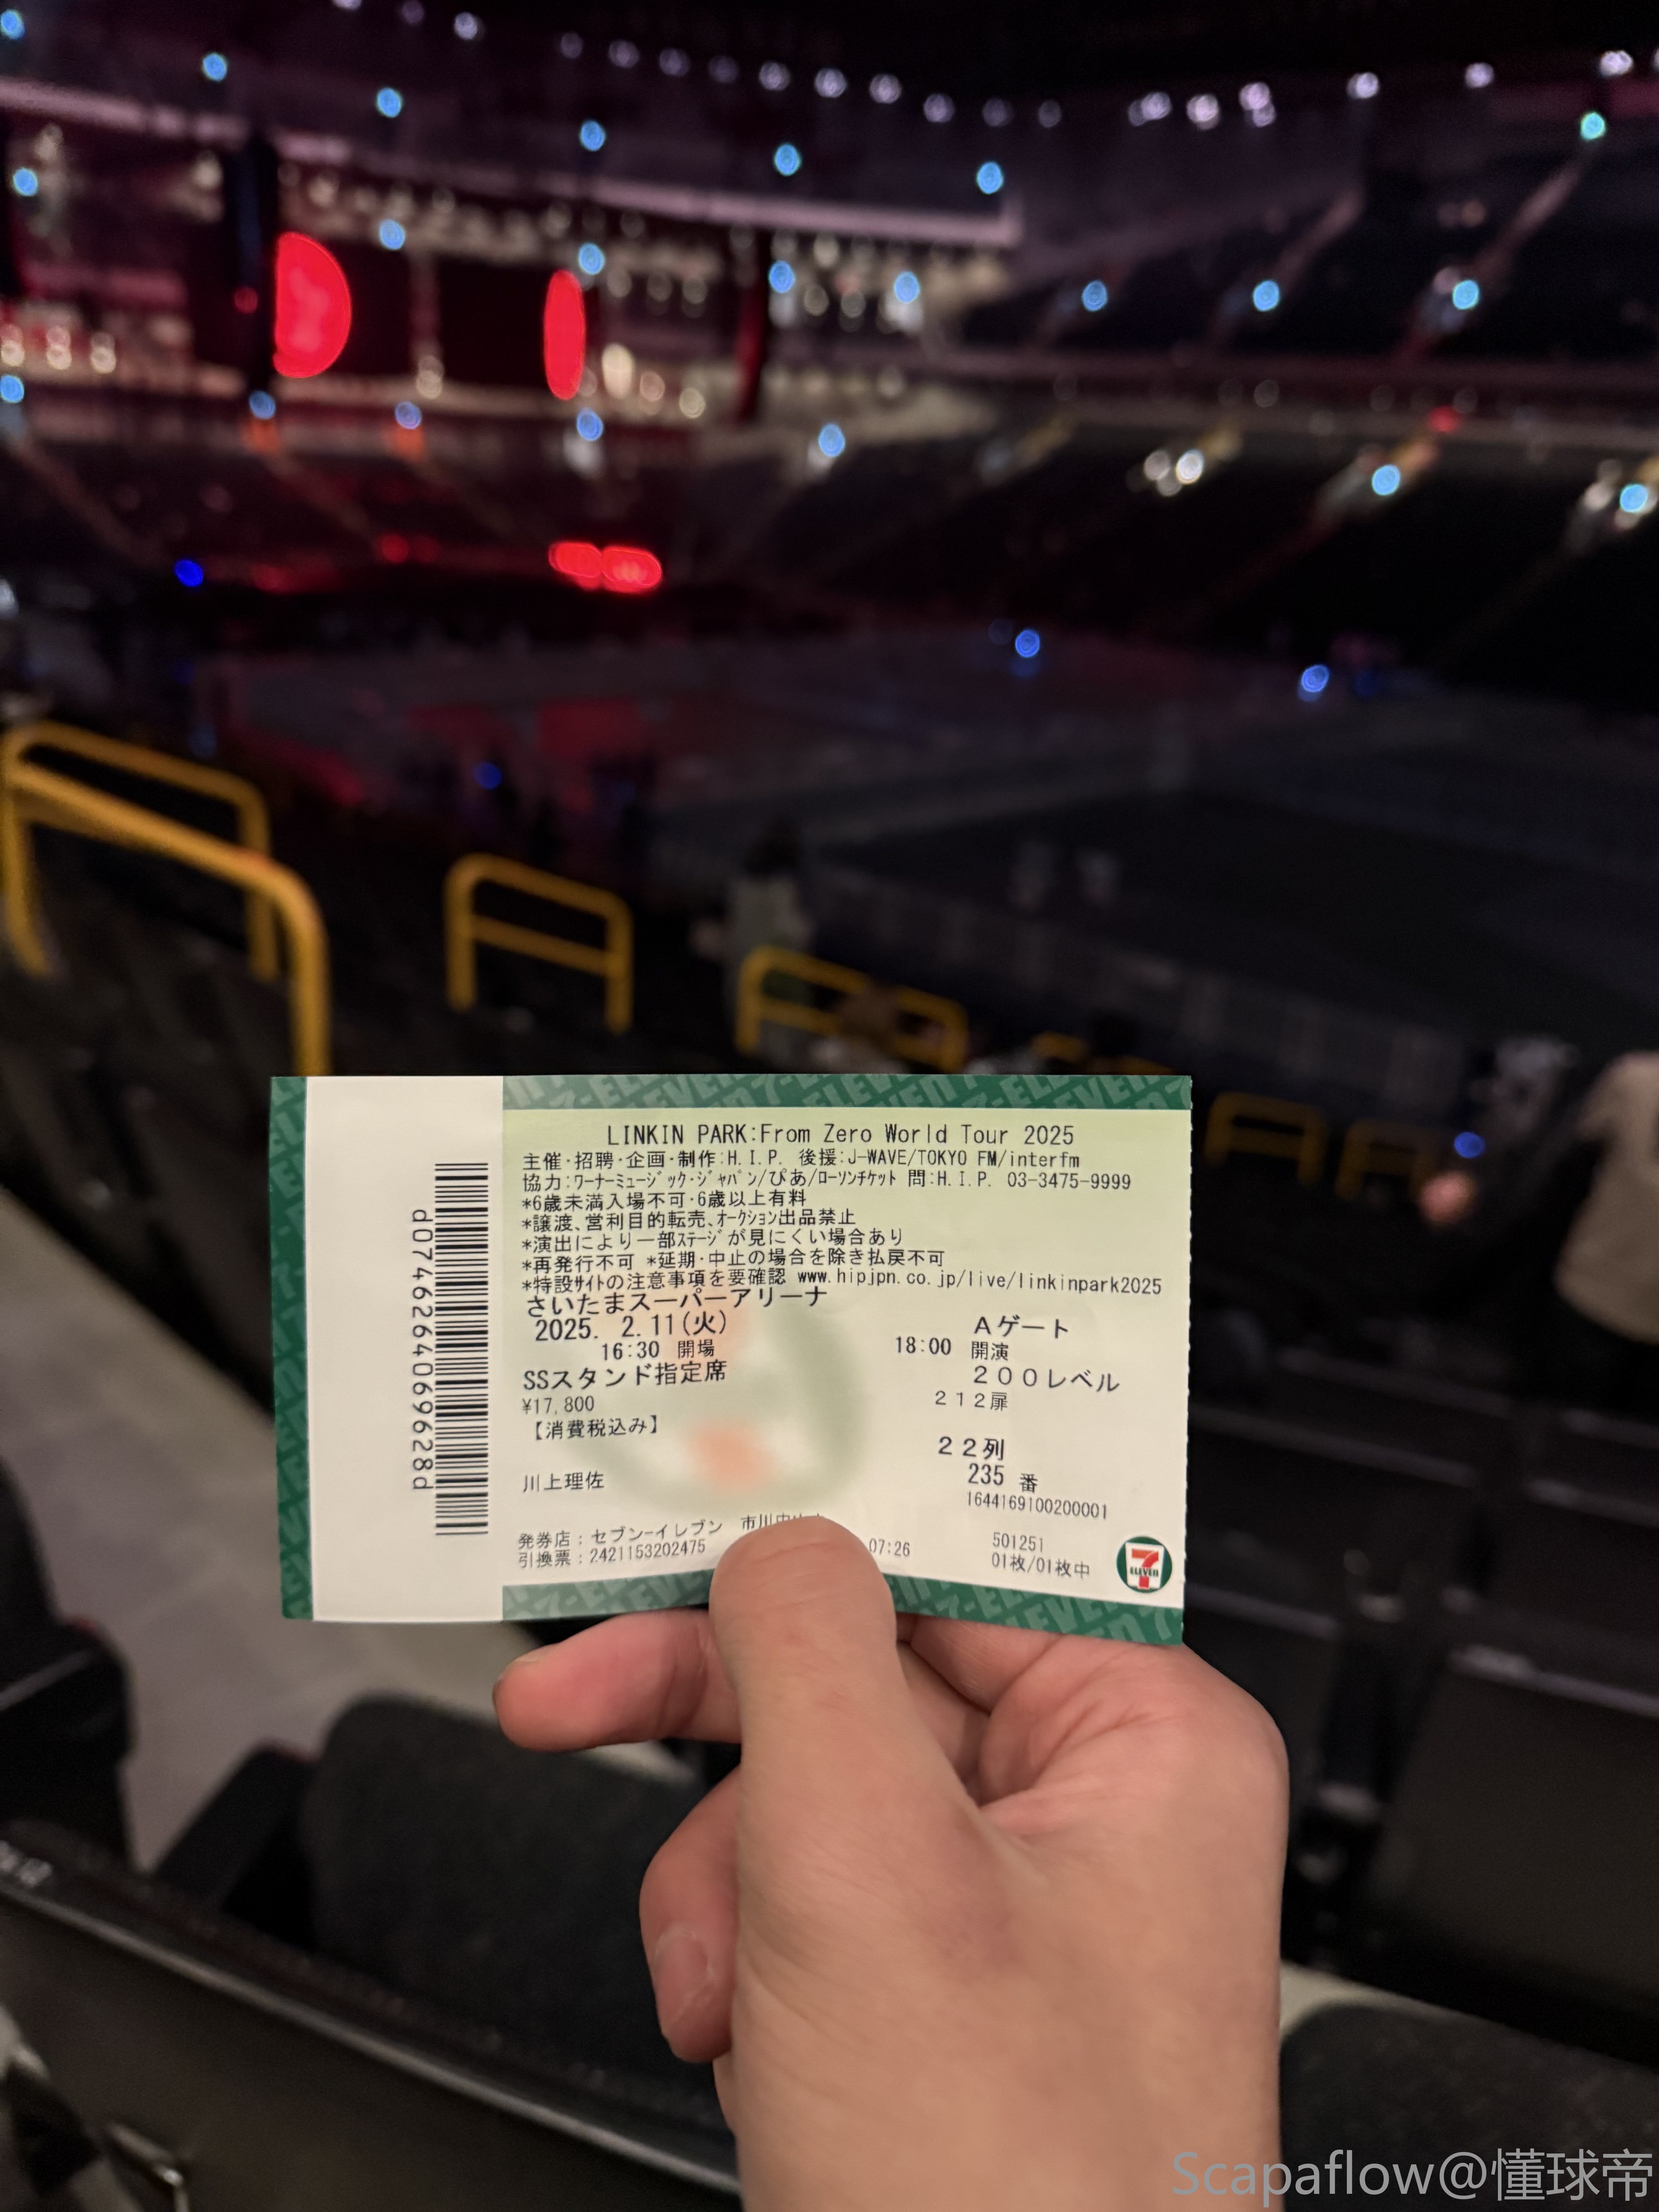 LINKIN PARK:From Zero World Tour 2025
主催･招聘･企画･制作:H.I.P. 後援:J-WAVE/TOKYO FM/interfm
協力:ﾜｰﾅｰﾐｭｰｼﾞｯｸ･ｼﾞｬﾊﾟﾝ/ぴあ/ﾛｰｿﾝﾁｹｯﾄ 問:H.I.P. 03-3475-9999
*6歳未満入場不可･6歳以上有料
*譲渡､営利目的転売､ｵｰｸｼｮﾝ出品禁止
*演出により一部ｽﾃｰｼﾞが見にくい場合あり
*再発行不可 *延期･中止の場合を除き払戻不可
*特設ｻｲﾄの注意事項を要確認 www.hipjpn.co.jp/live/linkinpark2025
さいたまスーパーアリーナ
2025. 2.11(火) Aゲート
16:30 開場 18:00 開演
SSスタンド指定席 200レベル
¥17,800 212扉
【消費税込み】
22列
235 番
川上理佐
1644169100200001
発券店：セブン-イレブン 市川
501251
引換票：2421153202475 07:26 01枚/01枚中
7
ELEVEN
d0746264069628d
7-ELEVEN
Scapaflow@懂球帝